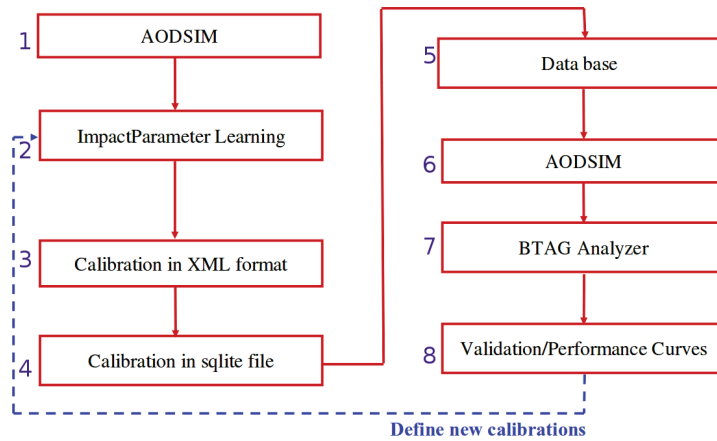 1
AODSIM
2
ImpactParameter Learning
3
Calibration in XML format
4
Calibration in sqlite file
5
Data base
6
AODSIM
7
BTAG Analyzer
8
Validation/Performance Curves
Define new calibrations